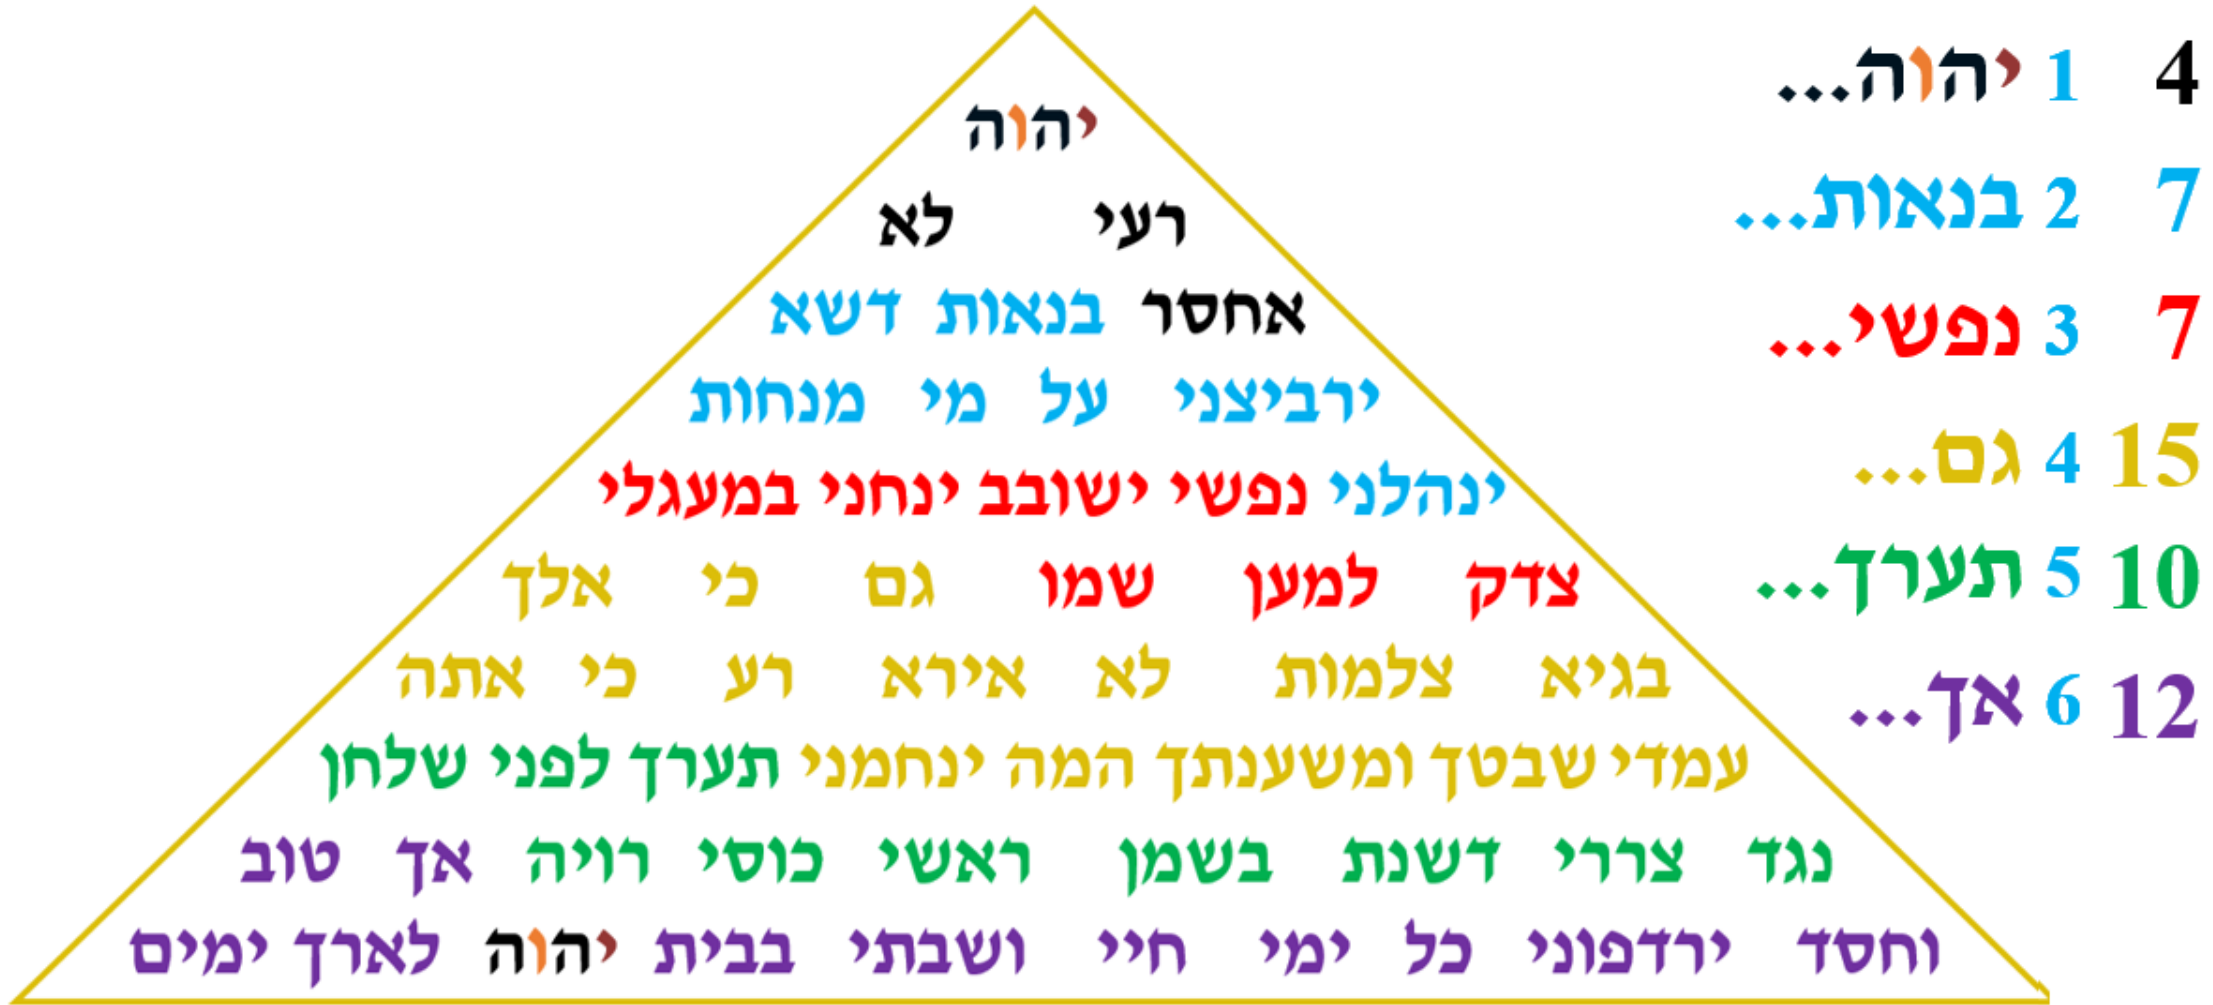 יהוה
רעי לא
אחסר בנאות דשא
ירביצני על מי מנחות
ינהלני נפשי ישובב ינחני במעגלי
צדק למען שמו גם כי אלך
בגיא צלמות לא אירא רע כי אתה
עמדי שבטך ומשענתך המה ינחמני תערך לפני שלחן
נגד צררי דשנת בשמן ראשי כוסי רויה אך טוב
וחסד ירדפוני כל ימי חיי ושבתי בבית יהוה לארך ימים
4 1 יהוה...
7 2 בנאות...
7 3 נפשי...
15 4 גם...
10 5 תערך...
12 6 אך...